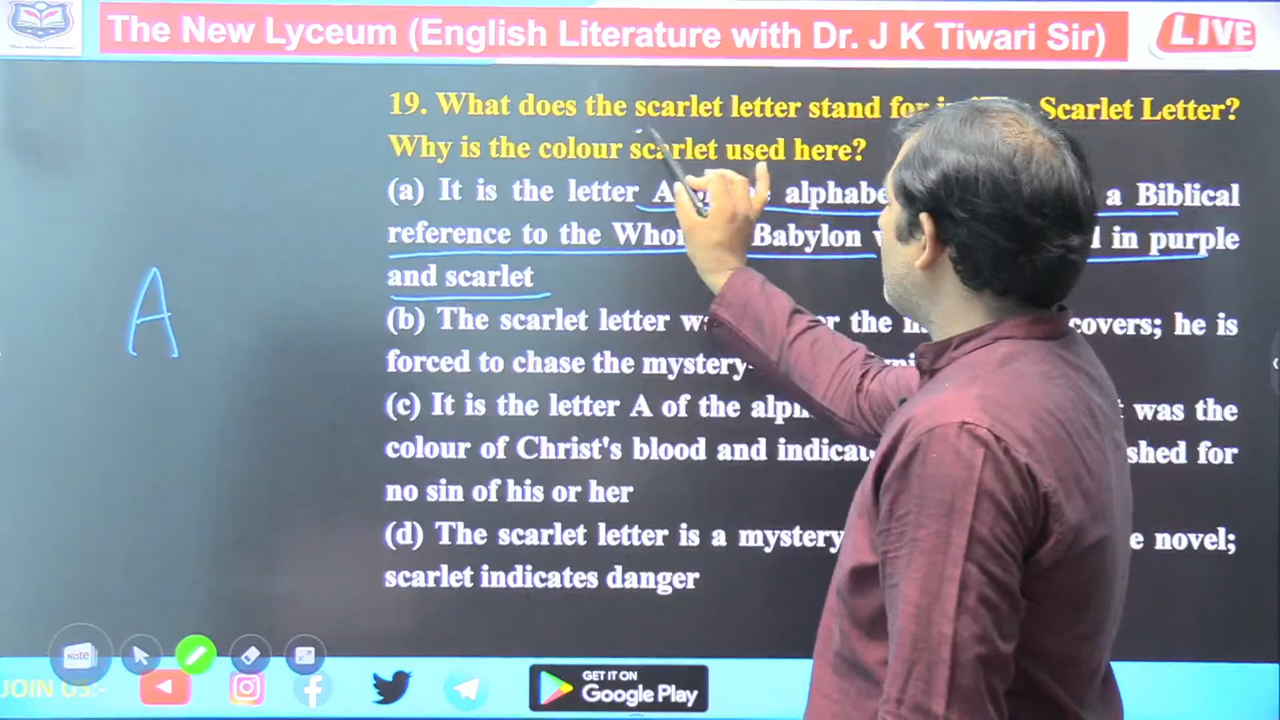 The New Lyceum (English Literature with Dr. J K Tiwari Sir)
LIVE
19. What does the scarlet letter stand for Scarlet Letter?
Why is the colour scarlet used here?
(a) It is the letter A a Biblical
reference to the Babylon in purple
and scarlet
(b) The scarlet letter the covers; he is
forced to chase the mystery
(c) It is the letter A of the was the
colour of Christ's blood and for
no sin of his or her
(d) The scarlet letter is a mystery novel;
scarlet indicates danger
A
Note
JOIN US:-
GET IT ON
Google Play